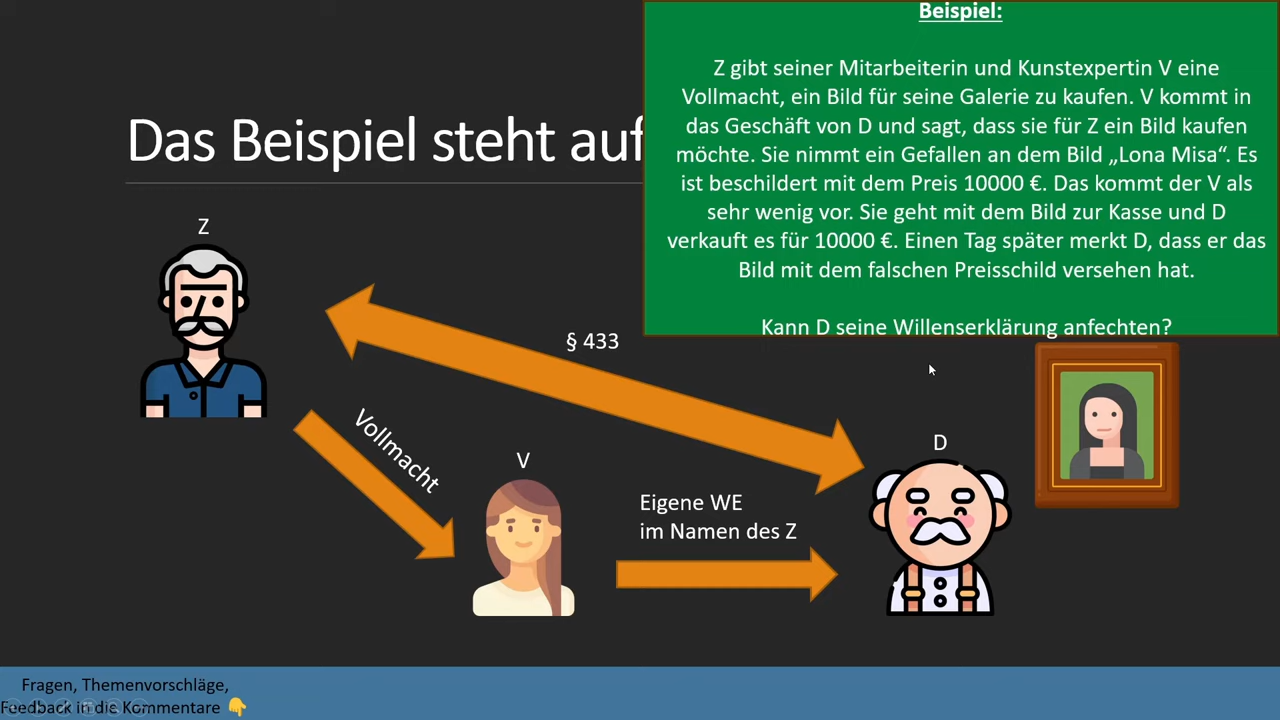 Beispiel:
Z gibt seiner Mitarbeiterin und Kunstexpertin V eine
Vollmacht, ein Bild für seine Galerie zu kaufen. V kommt in
das Geschäft von D und sagt, dass sie für Z ein Bild kaufen
möchte. Sie nimmt ein Gefallen an dem Bild „Lona Misa“. Es
ist beschildert mit dem Preis 10000 €. Das kommt der V als
sehr wenig vor. Sie geht mit dem Bild zur Kasse und D
verkauft es für 10000 €. Einen Tag später merkt D, dass er das
Bild mit dem falschen Preisschild versehen hat.
Kann D seine Willenserklärung anfechten?
Das Beispiel steht auf
Z
§ 433
Vollmacht
V
D
Eigene WE
im Namen des Z
Fragen, Themenvorschläge,
Feedback in die Kommentare 👇